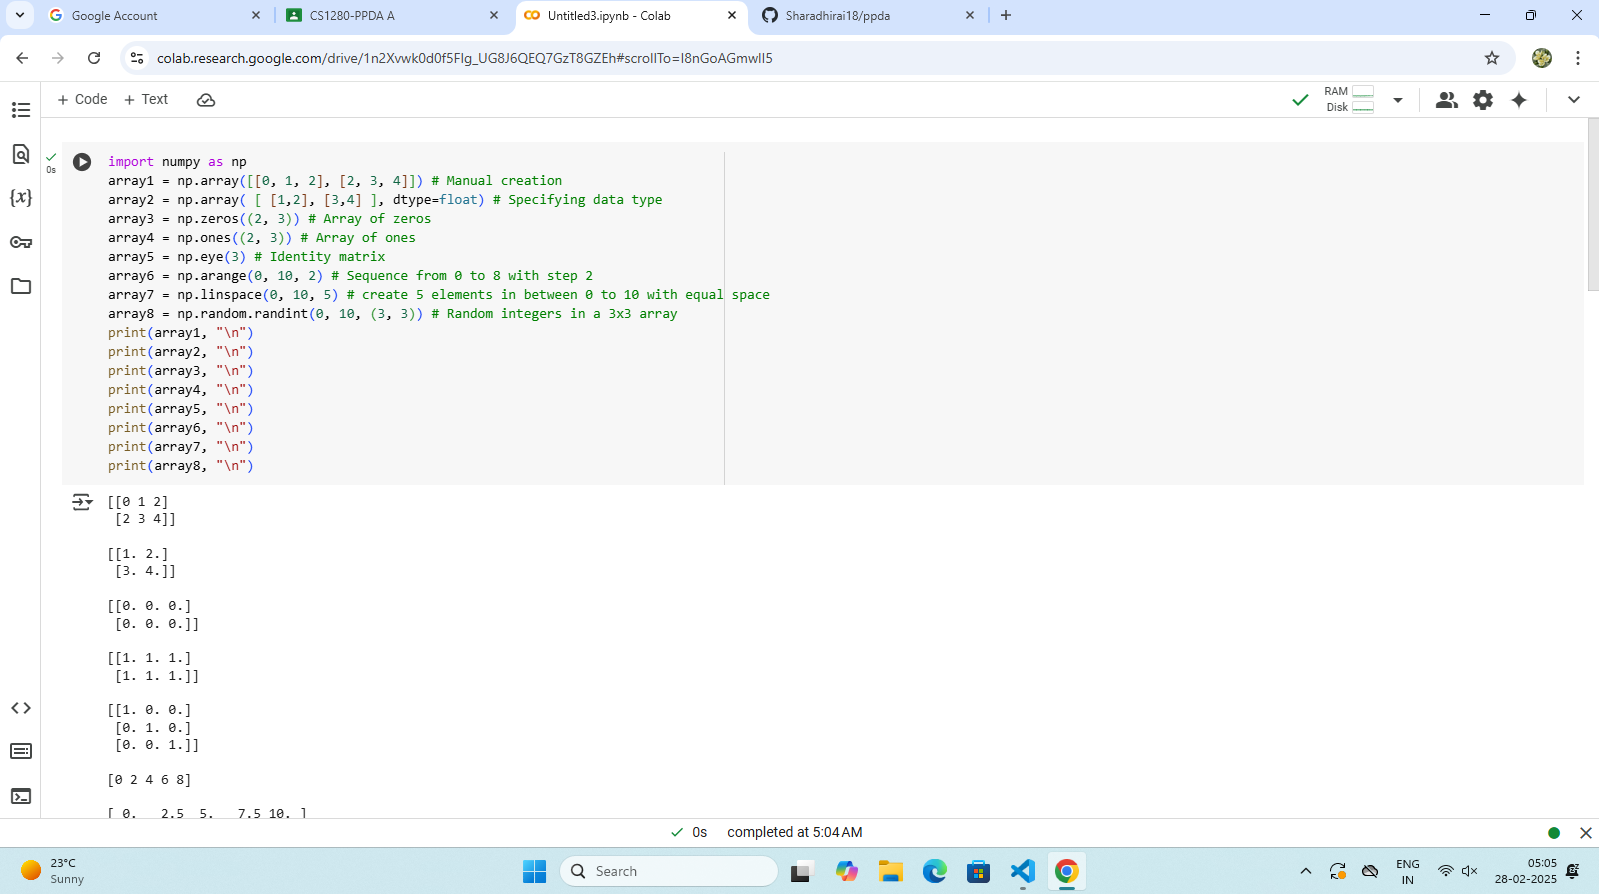 Google Account
CS1280-PPDA A
Untitled3.ipynb - Colab
Sharadhirai18/ppda
colab.research.google.com/drive/1n2Xvwk0d0f5FIg_UG8J6QEQ7GzT8GZEh#scrollTo=I8nGoAGmwlI5
+ Code + Text
RAM
Disk
0s
import numpy as np
array1 = np.array([[0, 1, 2], [2, 3, 4]]) # Manual creation
array2 = np.array( [ [1,2], [3,4] ], dtype=float) # Specifying data type
array3 = np.zeros((2, 3)) # Array of zeros
array4 = np.ones((2, 3)) # Array of ones
array5 = np.eye(3) # Identity matrix
array6 = np.arange(0, 10, 2) # Sequence from 0 to 8 with step 2
array7 = np.linspace(0, 10, 5) # create 5 elements in between 0 to 10 with equal space
array8 = np.random.randint(0, 10, (3, 3)) # Random integers in a 3x3 array
print(array1, "\n")
print(array2, "\n")
print(array3, "\n")
print(array4, "\n")
print(array5, "\n")
print(array6, "\n")
print(array7, "\n")
print(array8, "\n")
[[0 1 2]
[2 3 4]]
[[1. 2.]
[3. 4.]]
[[0. 0. 0.]
[0. 0. 0.]]
[[1. 1. 1.]
[1. 1. 1.]]
[[1. 0. 0.]
[0. 1. 0.]
[0. 0. 1.]]
[0 2 4 6 8]
[ 0. 2.5 5. 7.5 10. ]
0s completed at 5:04 AM
23°C
Sunny
Search
ENG
IN
05:05
28-02-2025